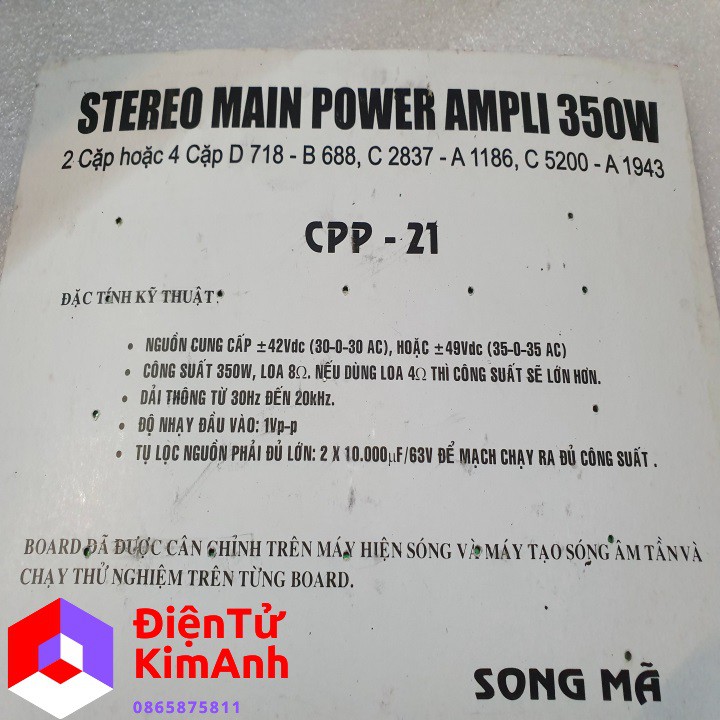 STEREO MAIN POWER AMPLI 350W
2 Cặp hoặc 4 Cặp D 718 - B 688, C 2837 - A 1186, C 5200 - A 1943
CPP - 21
ĐẶC TÍNH KỸ THUẬT:
• NGUỒN CUNG CẤP ±42Vdc (30-0-30 AC), HOẶC ±49Vdc (35-0-35 AC)
• CÔNG SUẤT 350W, LOA 8Ω. NẾU DÙNG LOA 4Ω THÌ CÔNG SUẤT SẼ LỚN HƠN.
• DẢI THÔNG TỪ 30Hz ĐẾN 20kHz.
• ĐỘ NHẠY ĐẦU VÀO: 1Vp-p
• TỤ LỌC NGUỒN PHẢI ĐỦ LỚN: 2 X 10.000µF/63V ĐỂ MẠCH CHẠY RA ĐỦ CÔNG SUẤT .
BOARD ĐÃ ĐƯỢC CÂN CHỈNH TRÊN MÁY HIỆN SÓNG VÀ MÁY TẠO SÓNG ÂM TẦN VÀ
CHẠY THỬ NGHIỆM TRÊN TỪNG BOARD.
ĐiệnTử
KimAnh
0865875811
SONG MÃ